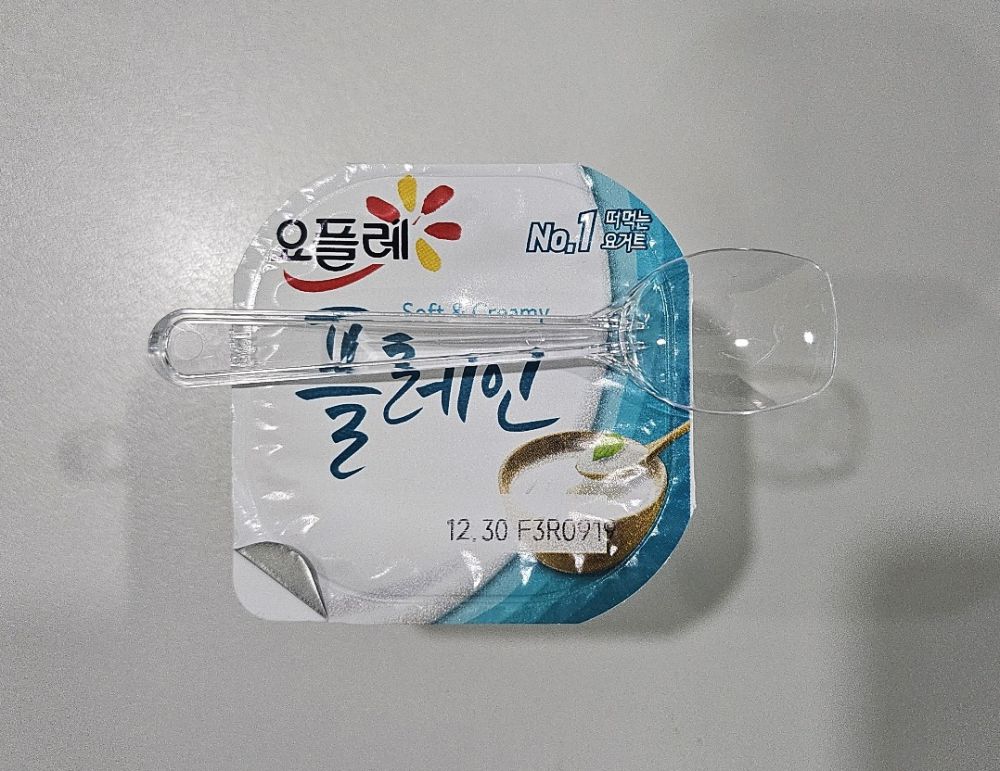 요플레
No.1 떠먹는
요거트
Soft & Creamy
플레인
12.30 F3R0919